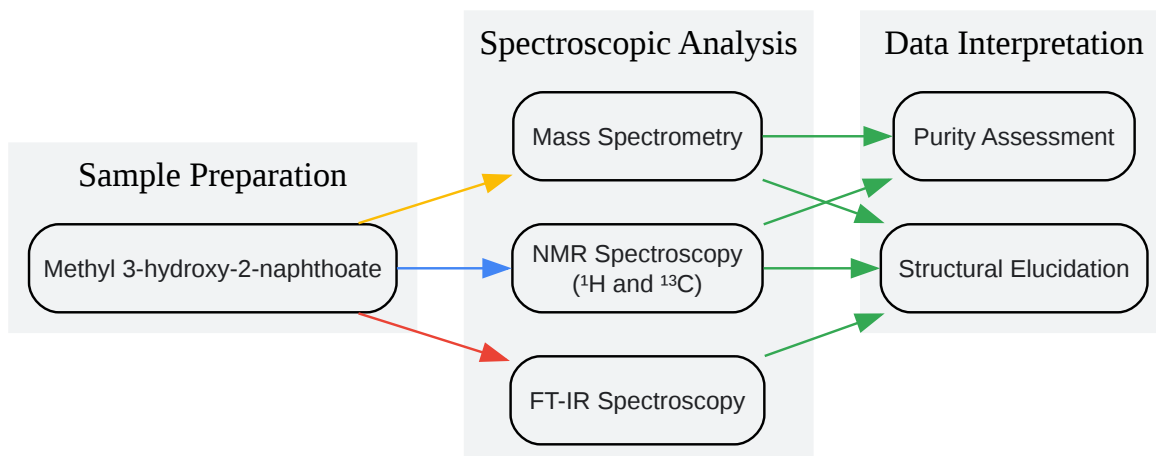 Sample Preparation
Methyl 3-hydroxy-2-naphthoate
Spectroscopic Analysis
Mass Spectrometry
NMR Spectroscopy
(¹H and ¹³C)
FT-IR Spectroscopy
Data Interpretation
Purity Assessment
Structural Elucidation